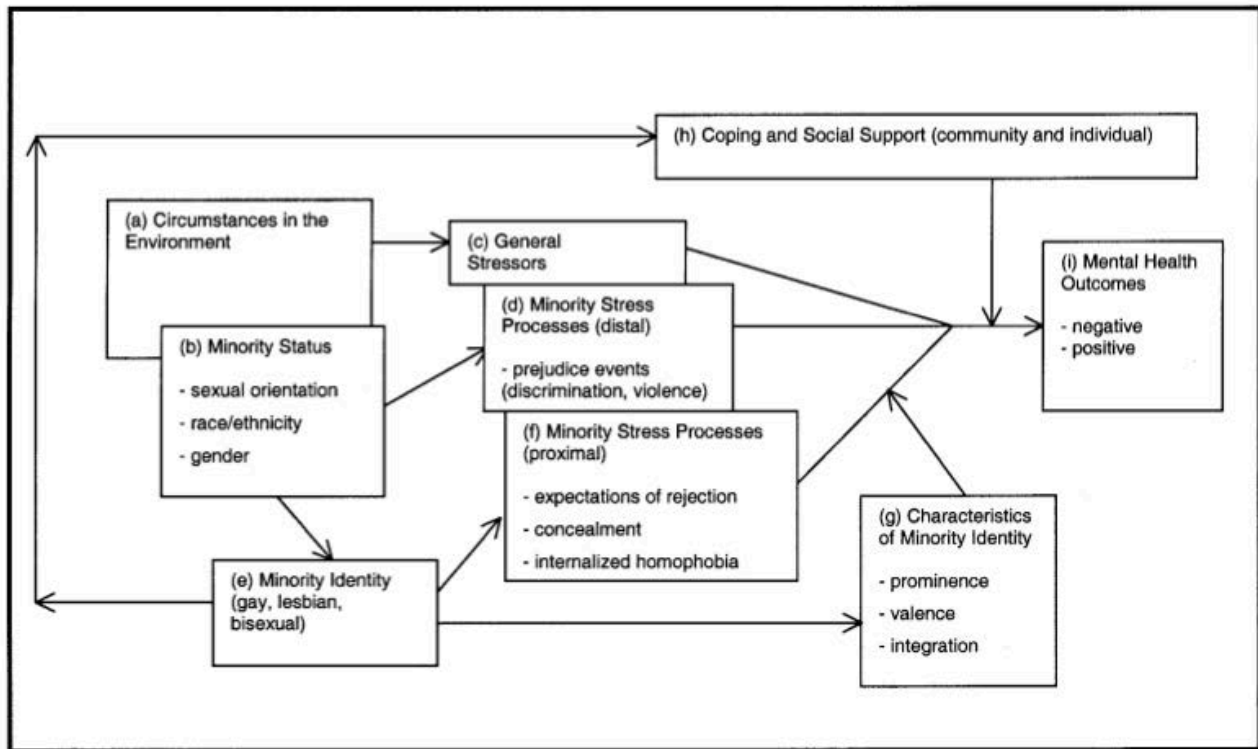 (h) Coping and Social Support (community and individual)
(a) Circumstances in the
Environment
(c) General
Stressors
(i) Mental Health
Outcomes
- negative
- positive
(d) Minority Stress
Processes (distal)
- prejudice events
(discrimination, violence)
(b) Minority Status
- sexual orientation
- race/ethnicity
- gender
(f) Minority Stress Processes
(proximal)
- expectations of rejection
- concealment
- internalized homophobia
(g) Characteristics
of Minority Identity
- prominence
- valence
- integration
(e) Minority Identity
(gay, lesbian,
bisexual)